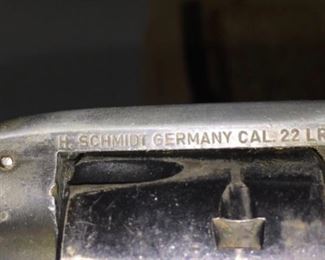 H. SCHMIDT GERMANY CAL. 22 LR